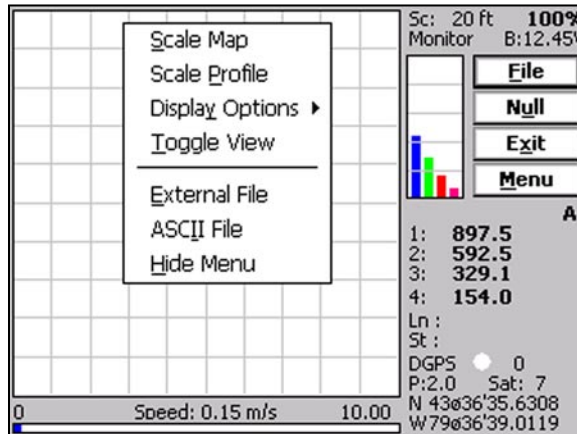 Scale Map
Scale Profile
Display Options
Toggle View
External File
ASCII File
Hide Menu
0 Speed: 0.15 m/s 10.00
Sc: 20 ft 100%
Monitor B:12.45V
File
Null
Exit
Menu
A
1: 897.5
2: 592.5
3: 329.1
4: 154.0
Ln :
St :
DGPS 0
P:2.0 Sat: 7
N 43ø36'35.6308
W79ø36'39.0119